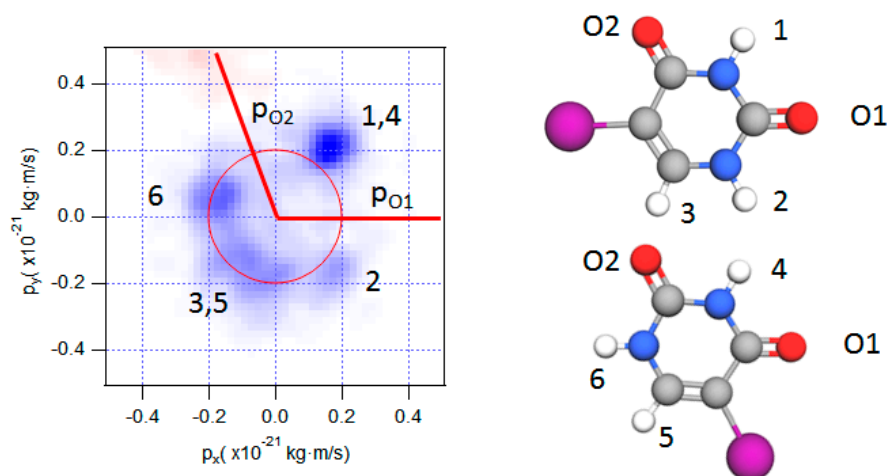 0.4
0.2
0.0
-0.2
-0.4
p_y( x10^-21 kg·m/s)
-0.4 -0.2 0.0 0.2 0.4
p_x( x10^-21 kg·m/s)
p_O2
1,4
6
p_O1
3,5
2
O2
1
O1
3
2
O2
4
O1
6
5